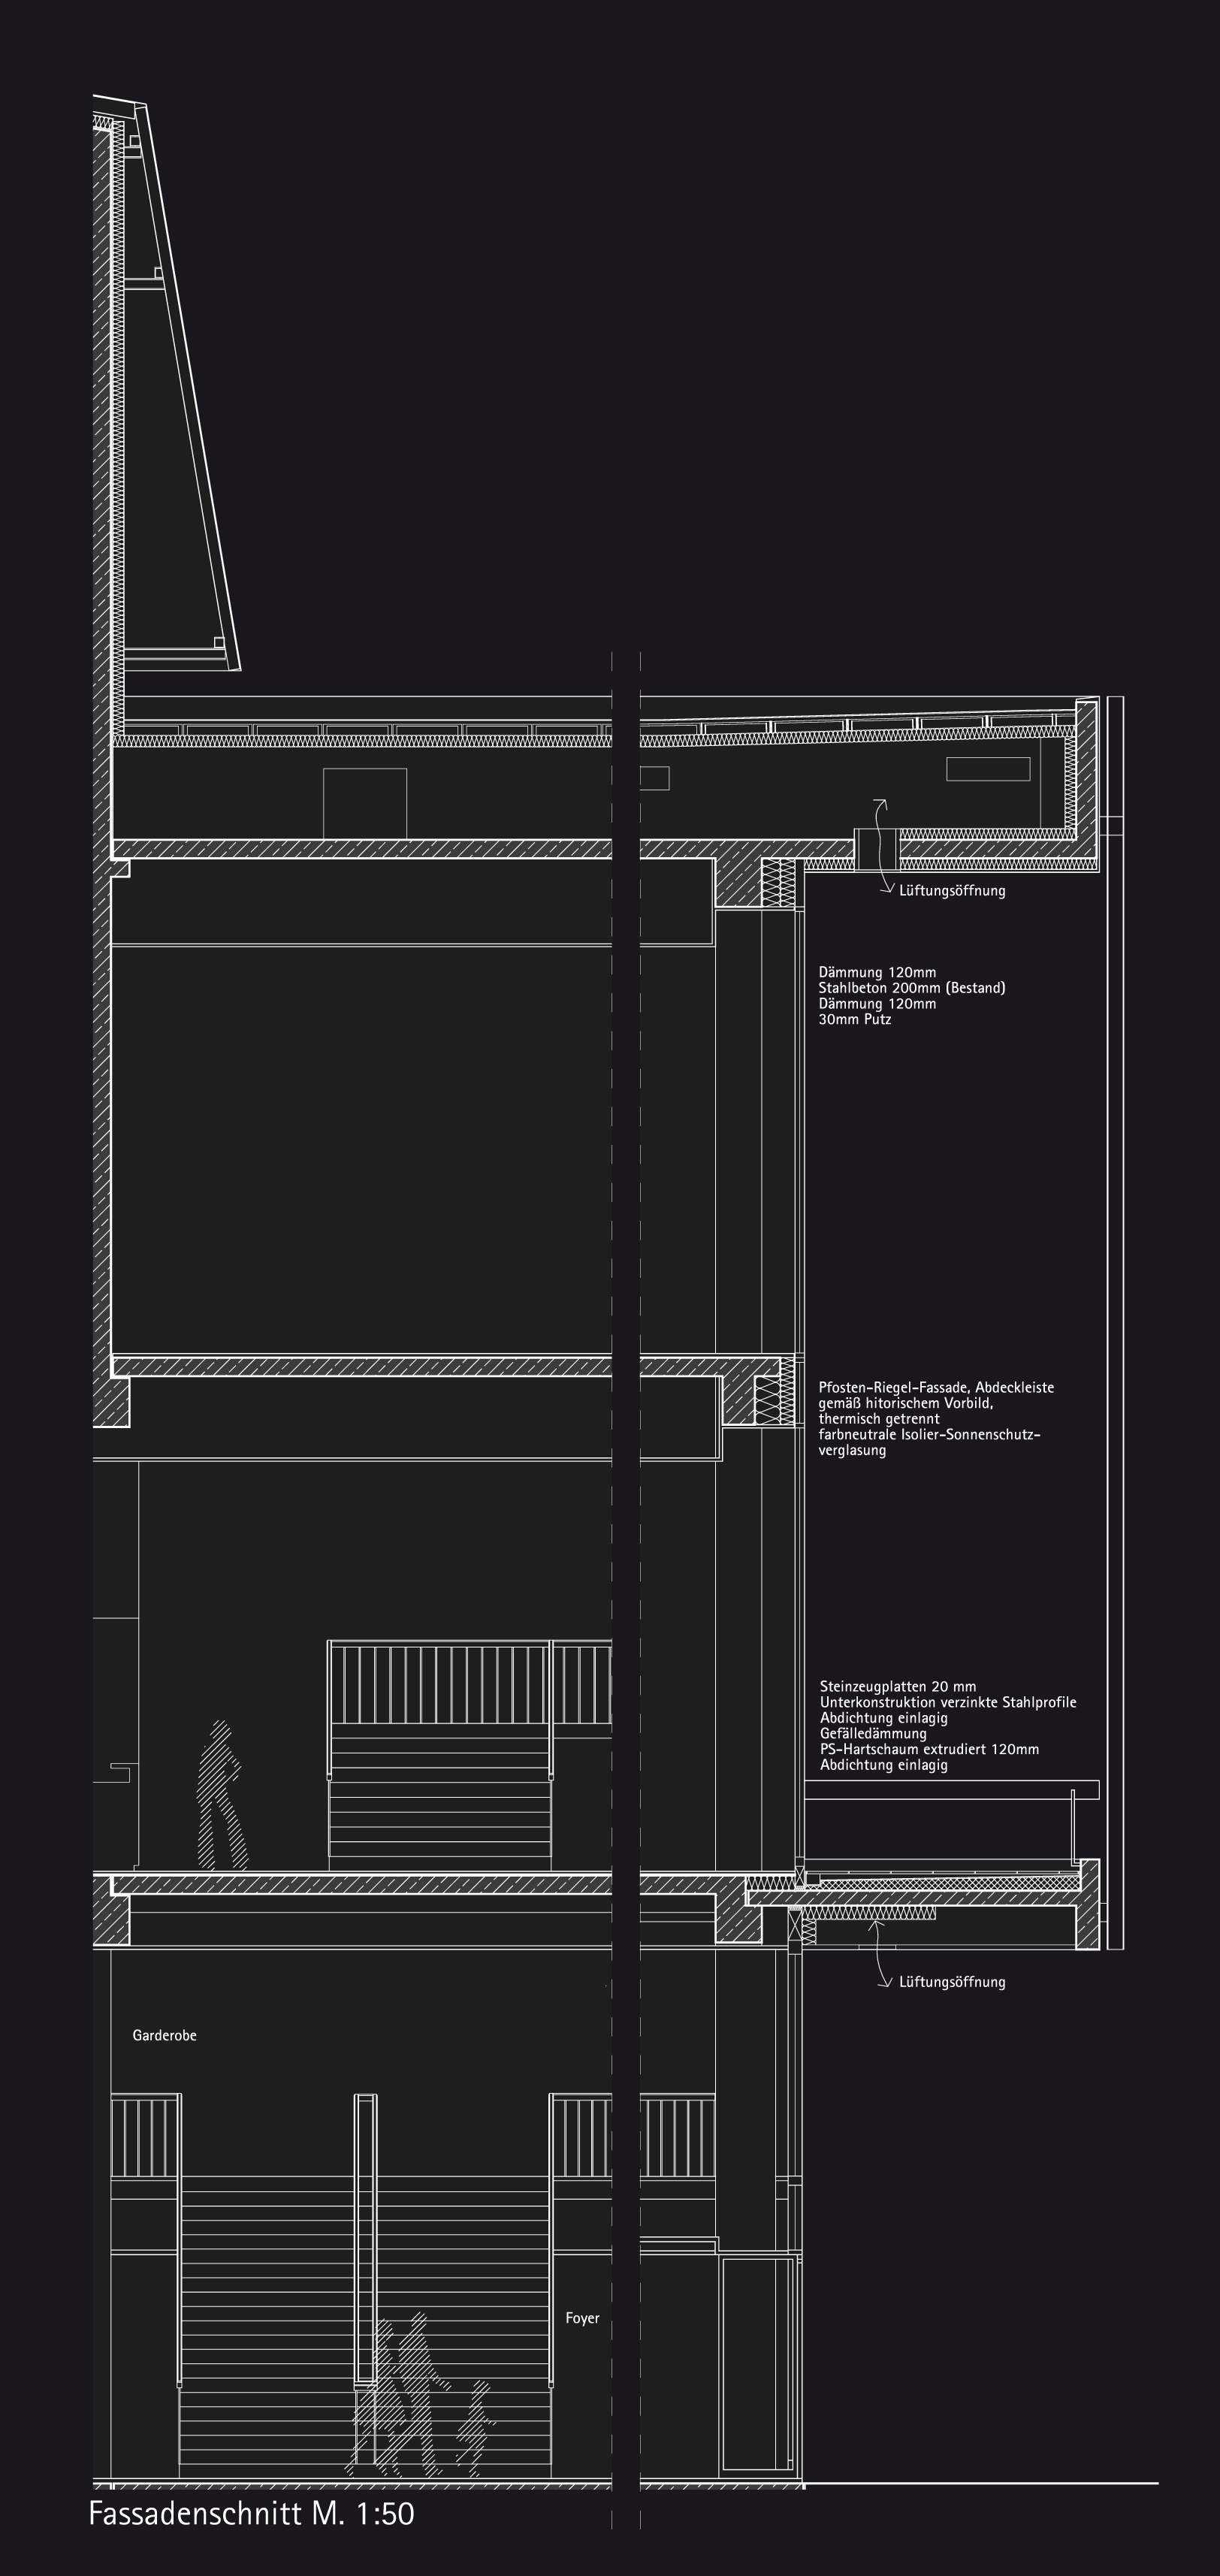 Lüftungsöffnung
Dämmung 120mm
Stahlbeton 200mm (Bestand)
Dämmung 120mm
30mm Putz
Pfosten-Riegel-Fassade, Abdeckleiste
gemäß hitorischem Vorbild,
thermisch getrennt
farbneutrale Isolier-Sonnenschutz-
verglasung
Steinzeugplatten 20 mm
Unterkonstruktion verzinkte Stahlprofile
Abdichtung einlagig
Gefälledämmung
PS-Hartschaum extrudiert 120mm
Abdichtung einlagig
Lüftungsöffnung
Garderobe
Foyer
Fassadenschnitt M. 1:50